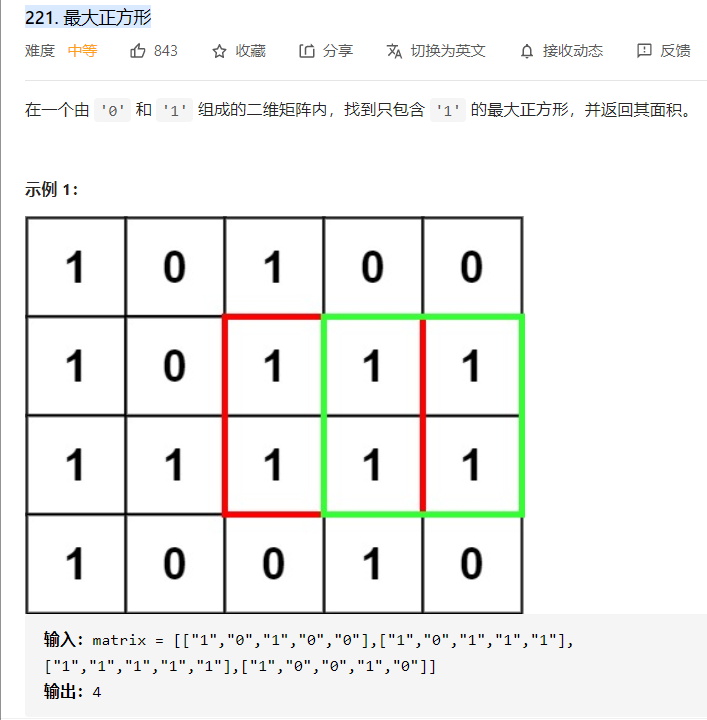 221. 最大正方形
难度 中等 843 收藏 分享 切换为英文 接收动态 反馈
在一个由 '0' 和 '1' 组成的二维矩阵内，找到只包含 '1' 的最大正方形，并返回其面积。
示例 1：
1 0 1 0 0
1 0 1 1 1
1 1 1 1 1
1 0 0 1 0
输入：matrix = [["1","0","1","0","0"],["1","0","1","1","1"],
["1","1","1","1","1"],["1","0","0","1","0"]]
输出：4